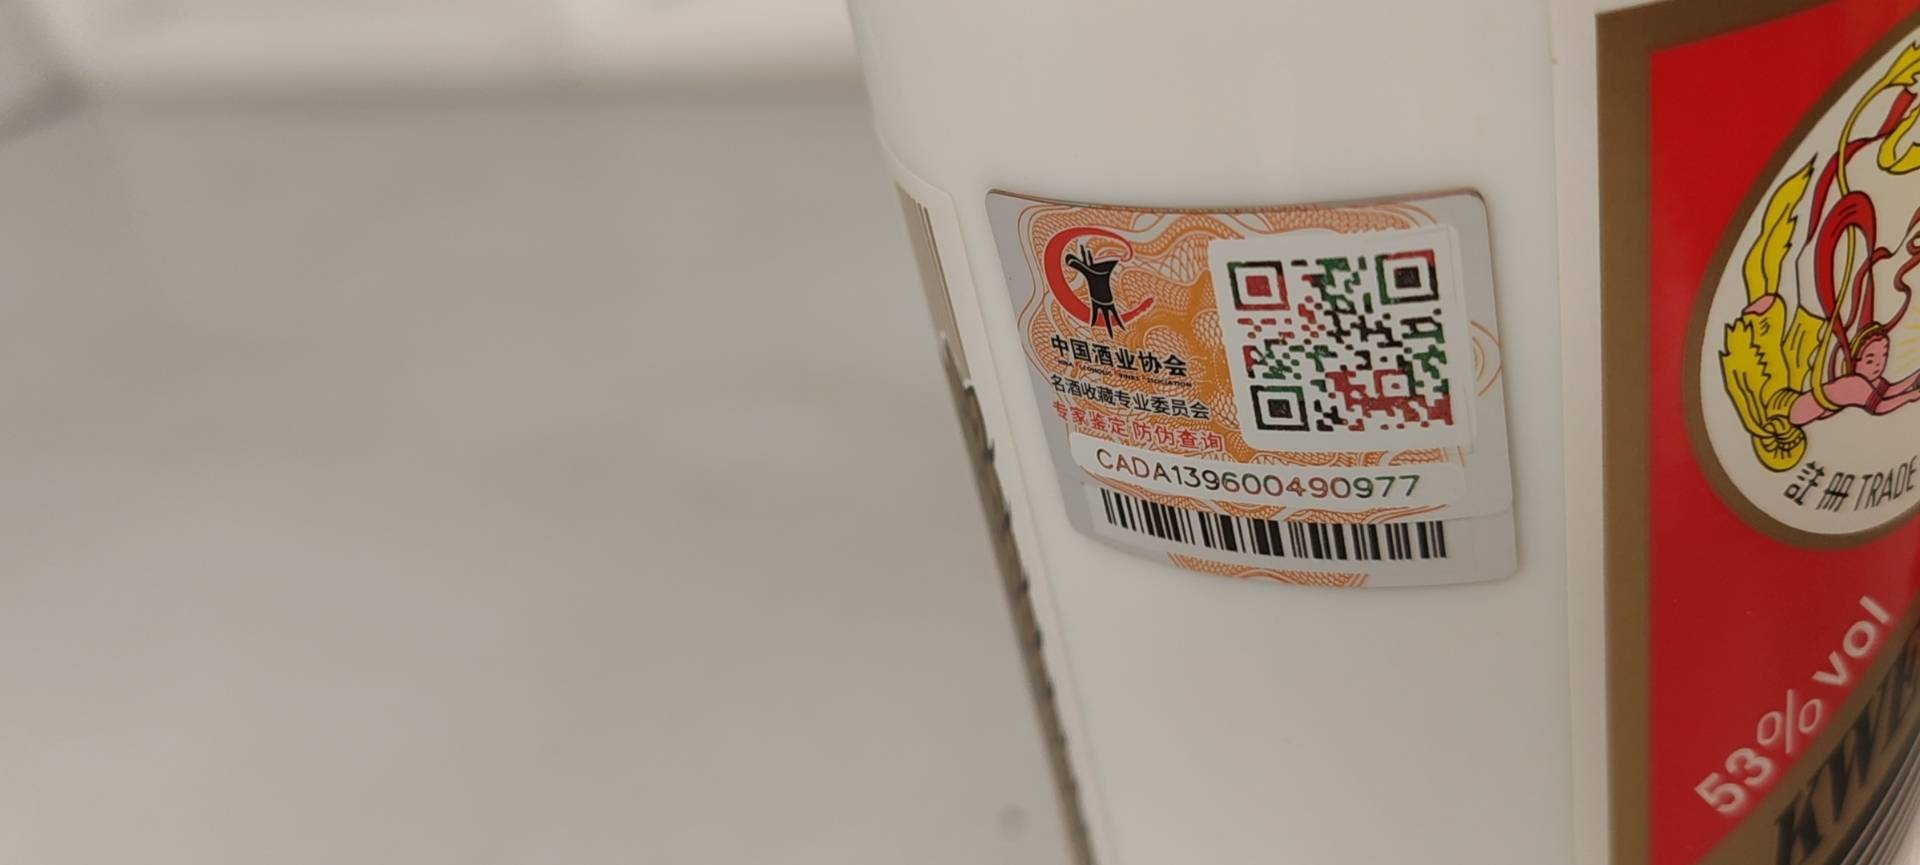 中国酒业协会
名酒收藏专业委员会
专家鉴定 防伪查询
CADA139600490977
註册 TRADE
53%vol
KWE